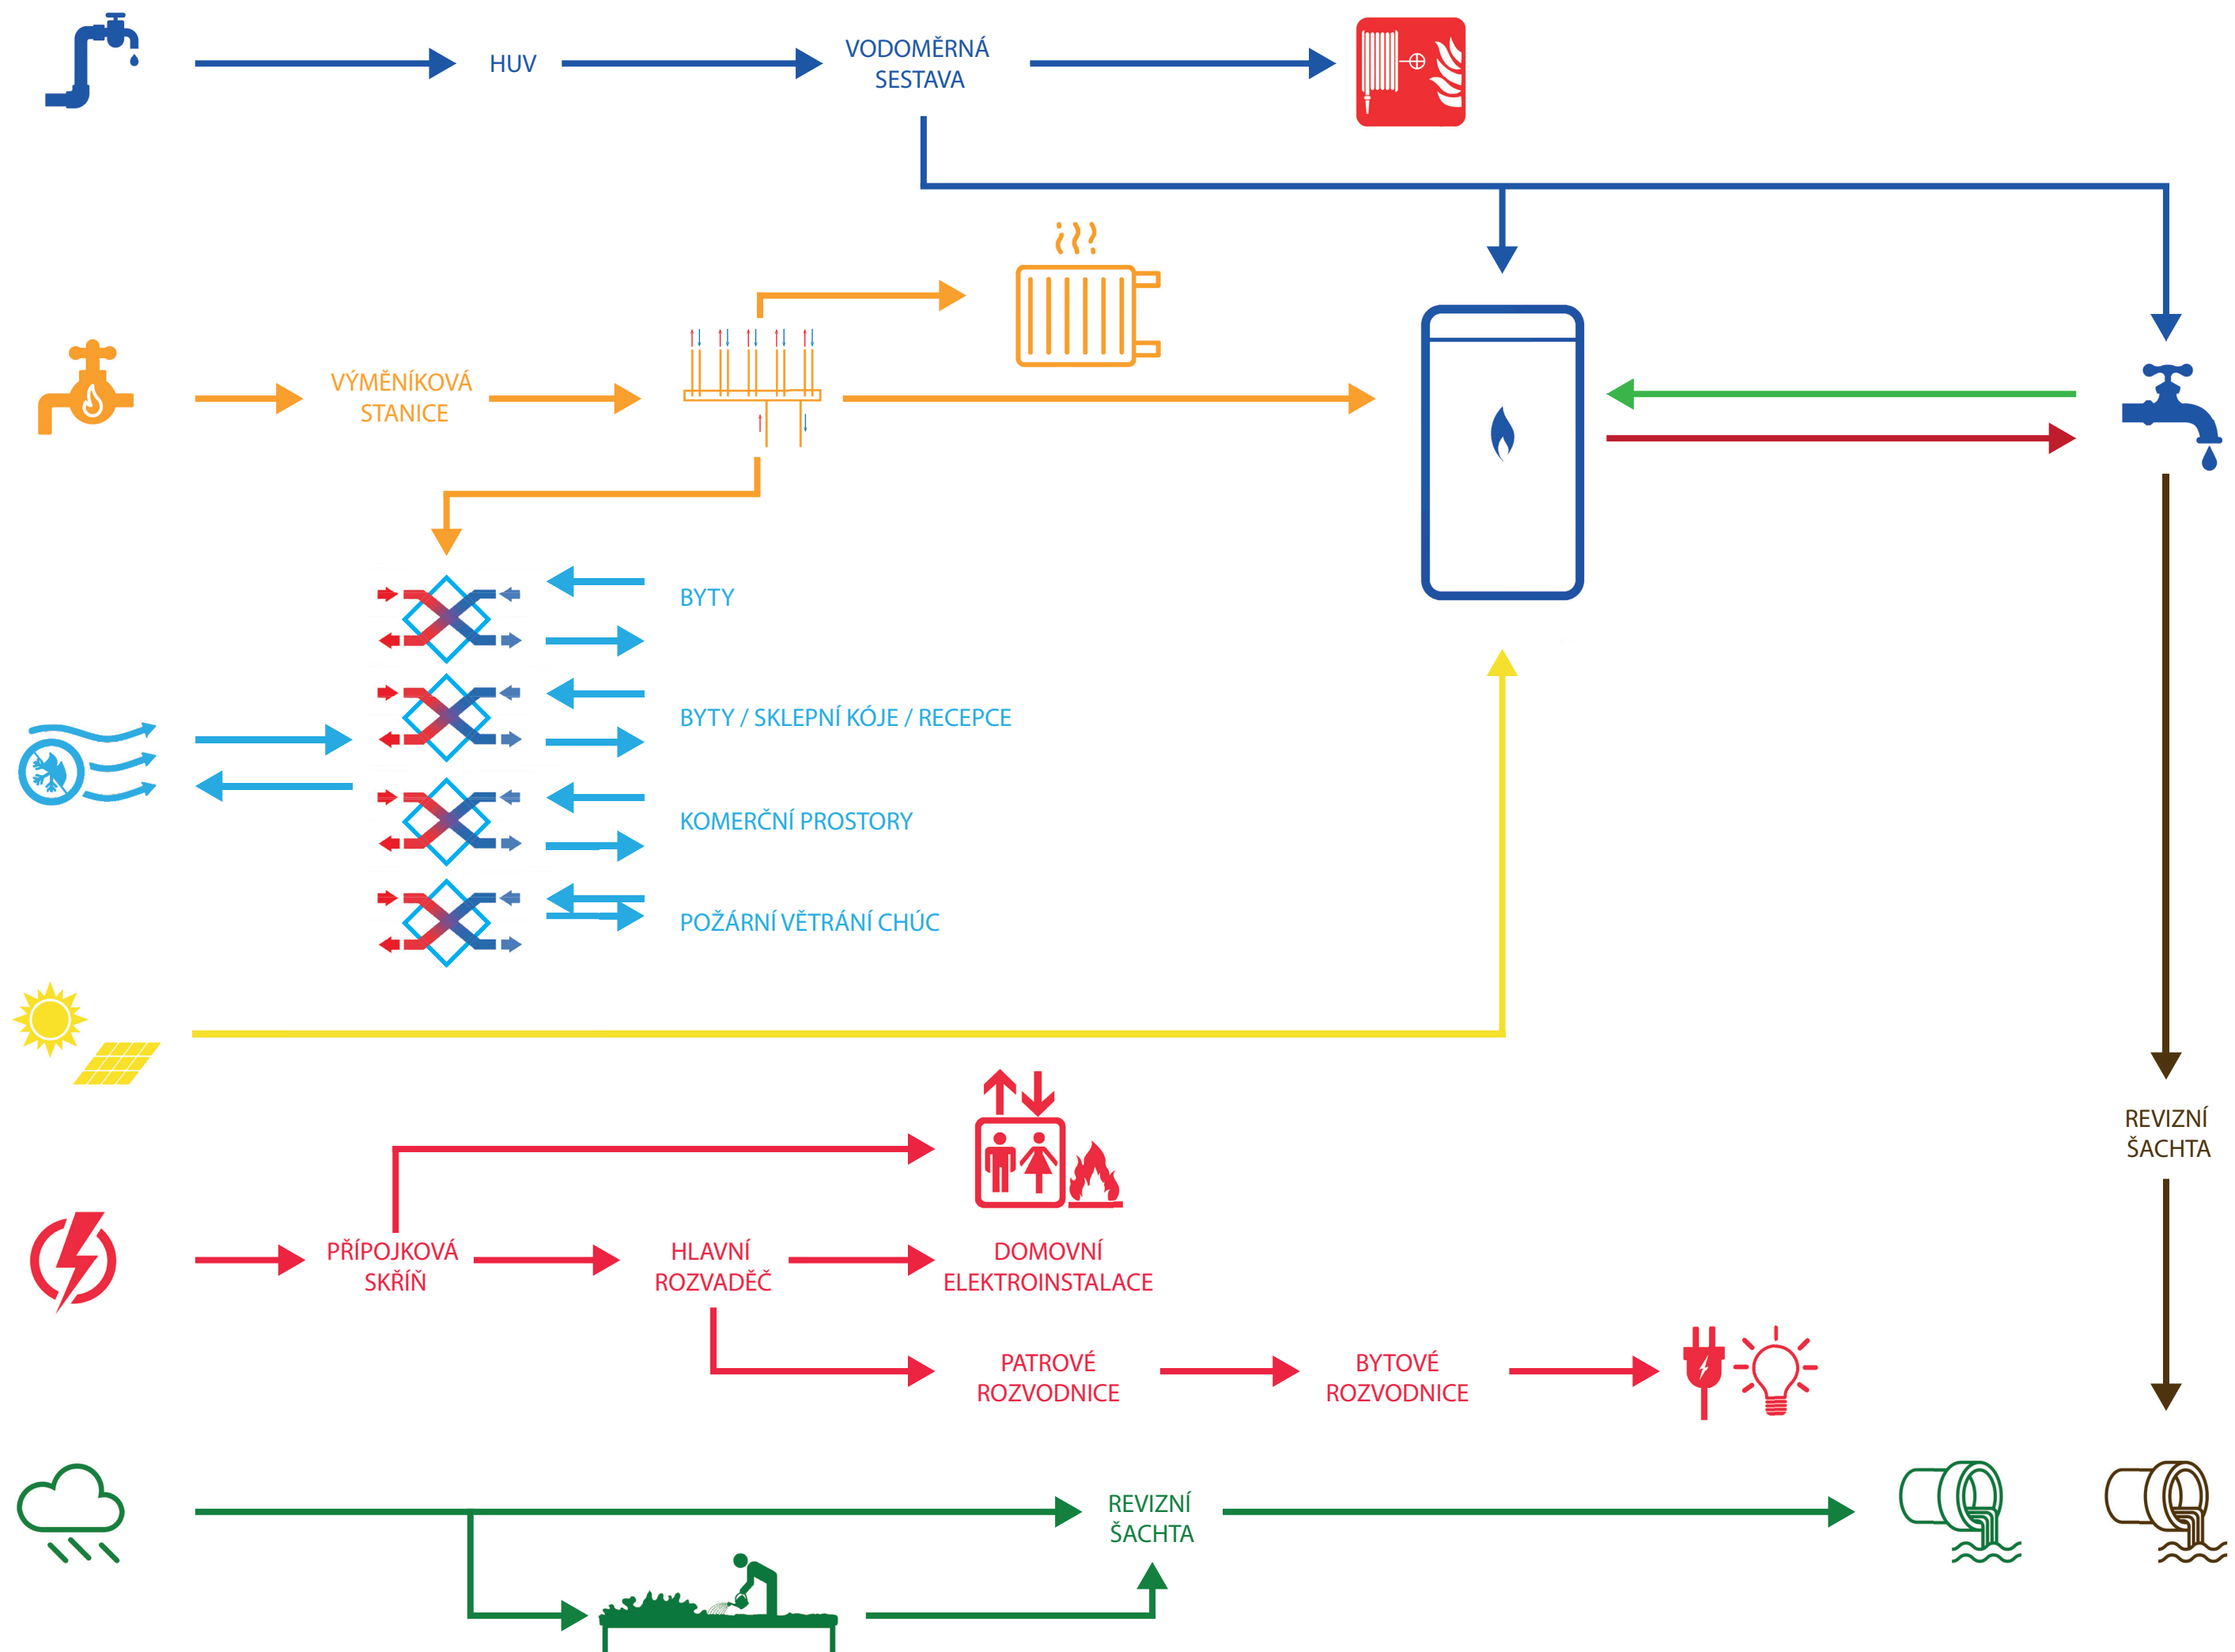 HUV
VODOMĚRNÁ
SESTAVA
VÝMĚNÍKOVÁ
STANICE
BYTY
BYTY / SKLEPNÍ KÓJE / RECEPCE
KOMERČNÍ PROSTORY
POŽÁRNÍ VĚTRÁNÍ CHÚC
REVIZNÍ
ŠACHTA
PŘÍPOJKOVÁ
SKŘÍŇ
HLAVNÍ
ROZVADĚČ
DOMOVNÍ
ELEKTROINSTALACE
PATROVÉ
ROZVODNICE
BYTOVÉ
ROZVODNICE
REVIZNÍ
ŠACHTA